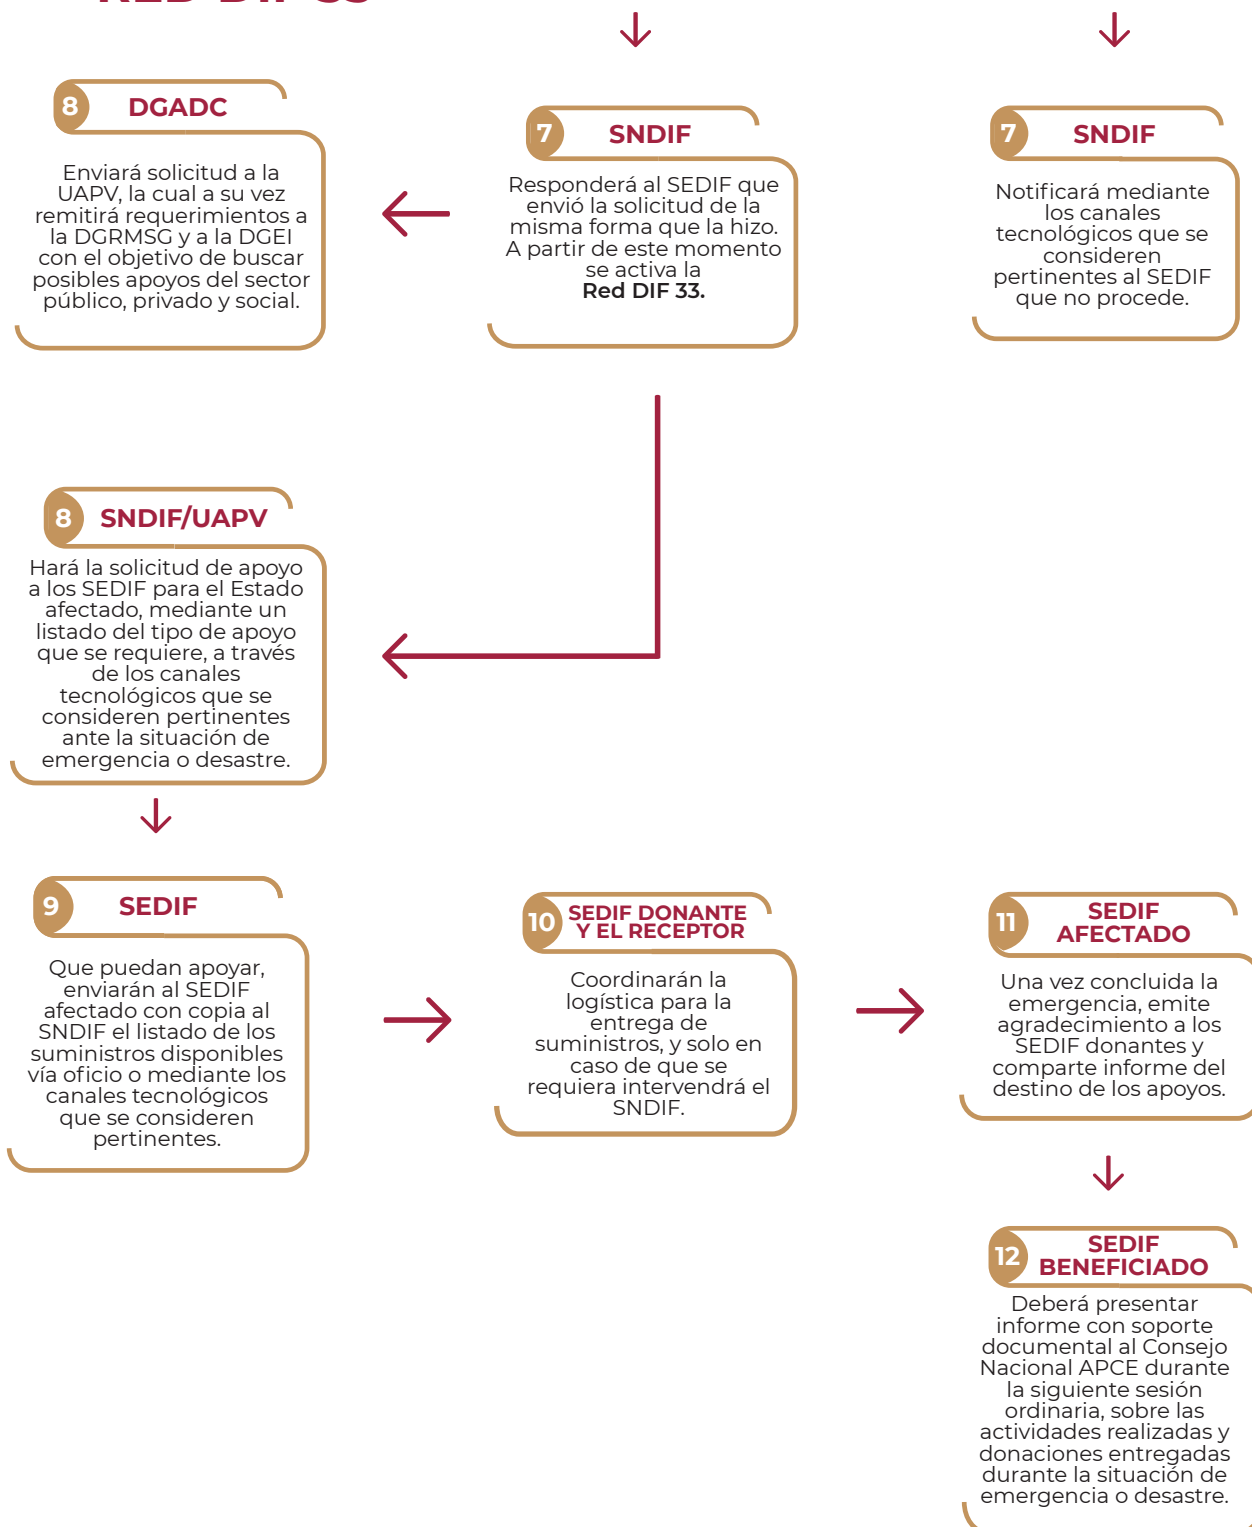 RED DIF 33
8
DGADC
Enviará solicitud a la
UAPV, la cual a su vez
remitirá requerimientos a
la DGRMSG y a la DGEI
con el objetivo de buscar
posibles apoyos del sector
público, privado y social.
7
SNDIF
Responderá al SEDIF que
envió la solicitud de la
misma forma que la hizo.
A partir de este momento
se activa la
Red DIF 33.
7
SNDIF
Notificará mediante
los canales
tecnológicos que se
consideren
pertinentes al SEDIF
que no procede.
8
SNDIF/UAPV
Hará la solicitud de apoyo
a los SEDIF para el Estado
afectado, mediante un
listado del tipo de apoyo
que se requiere, a través
de los canales
tecnológicos que se
consideren pertinentes
ante la situación de
emergencia o desastre.
9
SEDIF
Que puedan apoyar,
enviarán al SEDIF
afectado con copia al
SNDIF el listado de los
suministros disponibles
vía oficio o mediante los
canales tecnológicos
que se consideren
pertinentes.
10
SEDIF DONANTE
Y EL RECEPTOR
Coordinarán la
logística para la
entrega de
suministros, y solo en
caso de que se
requiera intervendrá el
SNDIF.
11
SEDIF
AFECTADO
Una vez concluida la
emergencia, emite
agradecimiento a los
SEDIF donantes y
comparte informe del
destino de los apoyos.
12
SEDIF
BENEFICIADO
Deberá presentar
informe con soporte
documental al Consejo
Nacional APCE durante
la siguiente sesión
ordinaria, sobre las
actividades realizadas y
donaciones entregadas
durante la situación de
emergencia o desastre.